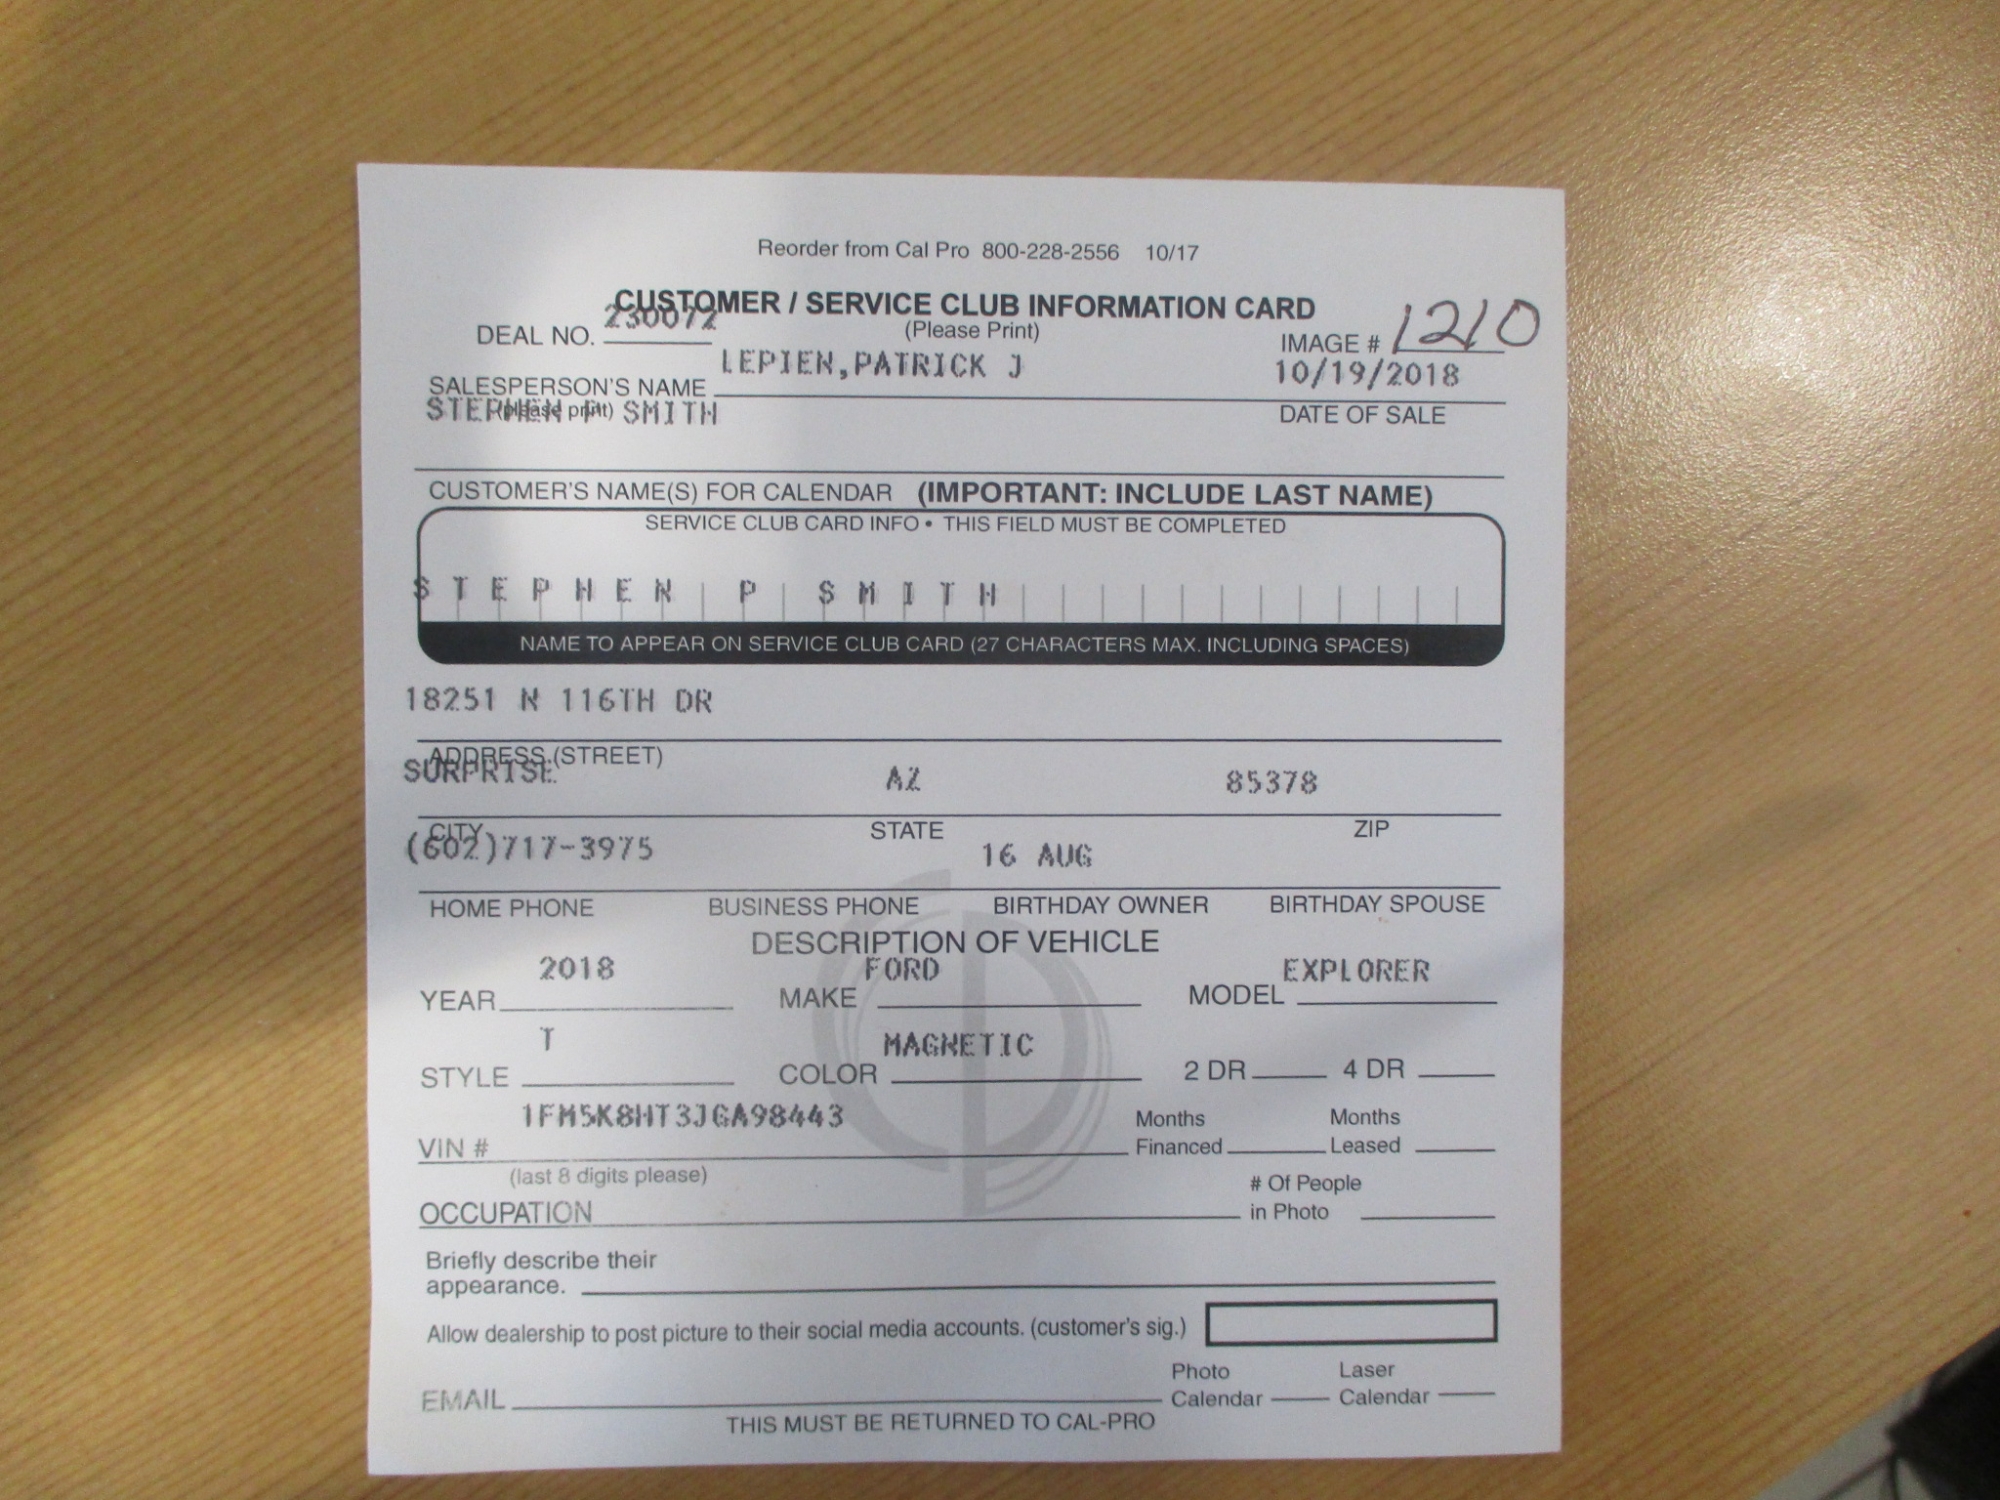 Reorder from Cal Pro 800-228-2556 10/17
CUSTOMER / SERVICE CLUB INFORMATION CARD
DEAL NO. 230072 (Please Print) IMAGE # 1210
LEPIEN,PATRICK J 10/19/2018
SALESPERSON'S NAME DATE OF SALE
(please print)
STEPHEN P SMITH
CUSTOMER'S NAME(S) FOR CALENDAR (IMPORTANT: INCLUDE LAST NAME)
SERVICE CLUB CARD INFO • THIS FIELD MUST BE COMPLETED
STEPHEN P SMITH
NAME TO APPEAR ON SERVICE CLUB CARD (27 CHARACTERS MAX. INCLUDING SPACES)
18251 N 116TH DR
ADDRESS (STREET)
SURPRISE AZ 85378
CITY STATE ZIP
(602)717-3975 16 AUG
HOME PHONE BUSINESS PHONE BIRTHDAY OWNER BIRTHDAY SPOUSE
DESCRIPTION OF VEHICLE
2018 FORD EXPLORER
YEAR MAKE MODEL
T MAGNETIC
STYLE COLOR 2 DR 4 DR
1FM5K8HT3JGA98443
VIN # Months Financed Months Leased
(last 8 digits please)
OCCUPATION # Of People in Photo
Briefly describe their
appearance.
Allow dealership to post picture to their social media accounts. (customer's sig.)
EMAIL Photo Calendar Laser Calendar
THIS MUST BE RETURNED TO CAL-PRO